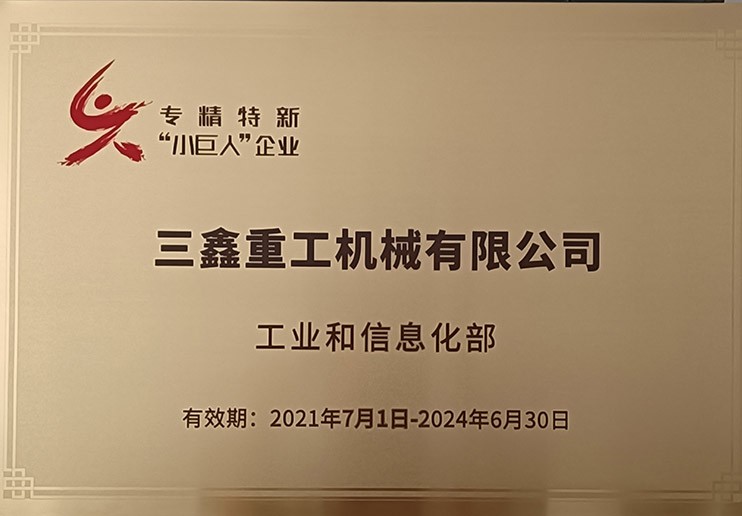 专精特新
“小巨人”企业
三鑫重工机械有限公司
工业和信息化部
有效期：2021年7月1日-2024年6月30日